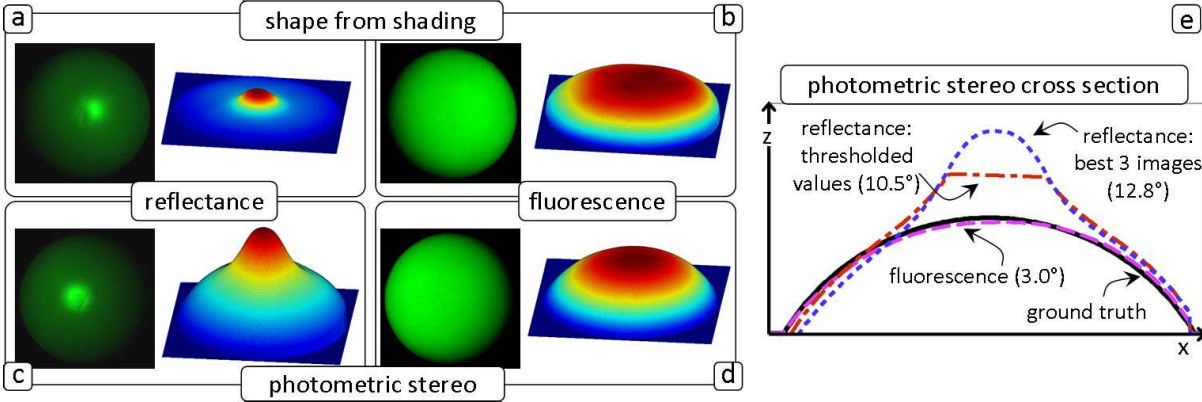 a
shape from shading
b
reflectance
fluorescence
c
photometric stereo
d
e
photometric stereo cross section
z
reflectance:
thresholded
values (10.5°)
reflectance:
best 3 images
(12.8°)
fluorescence (3.0°)
ground truth
x